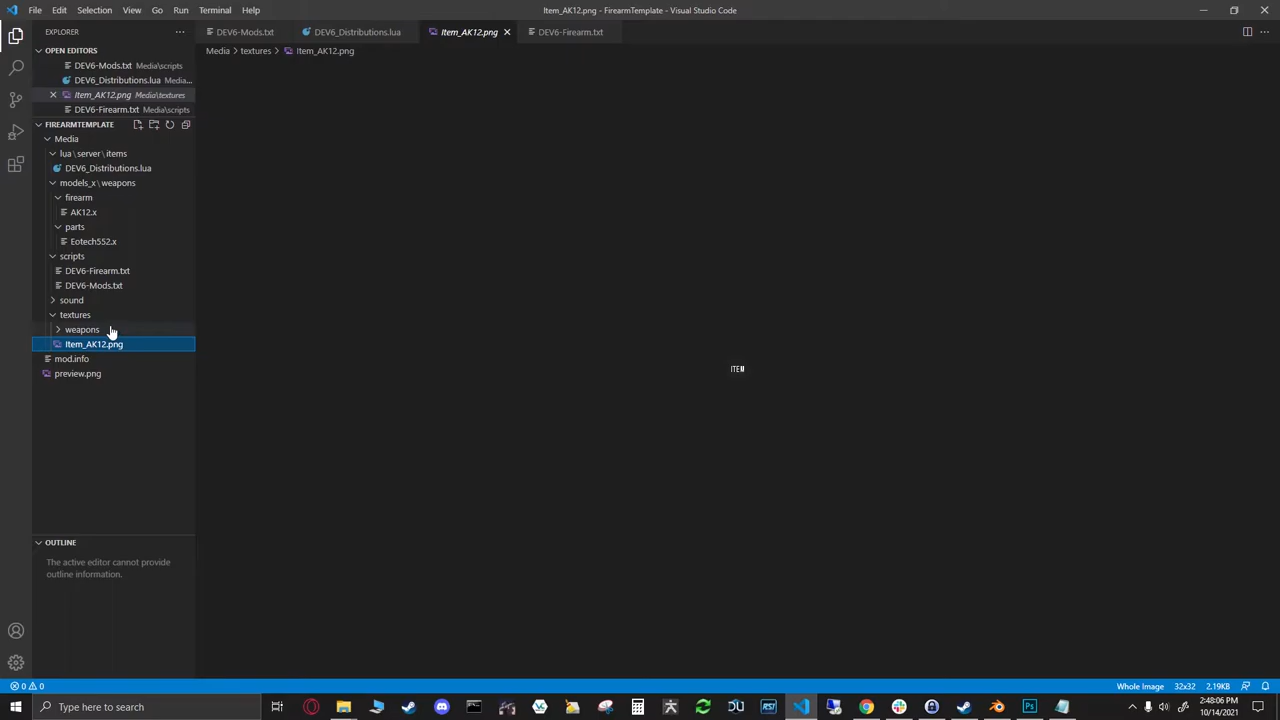 File Edit Selection View Go Run Terminal Help
Item_AK12.png - FirearmTemplate - Visual Studio Code
EXPLORER
DEV6-Mods.txt
DEV6_Distributions.lua
Item_AK12.png
DEV6-Firearm.txt
Media > textures > Item_AK12.png
OPEN EDITORS
DEV6-Mods.txt Media\scripts
DEV6_Distributions.lua Media...
Item_AK12.png Media\textures
DEV6-Firearm.txt Media\scripts
FIREARMTEMPLATE
Media
lua\server\items
DEV6_Distributions.lua
models_x\weapons
firearm
AK12.x
parts
Eotech552.x
scripts
DEV6-Firearm.txt
DEV6-Mods.txt
sound
textures
weapons
Item_AK12.png
mod.info
preview.png
ITEM
OUTLINE
The active editor cannot provide
outline information.
0 0
Whole Image 32x32 2.19KB
Type here to search
RST
Ps
2:48:06 PM
10/14/2021